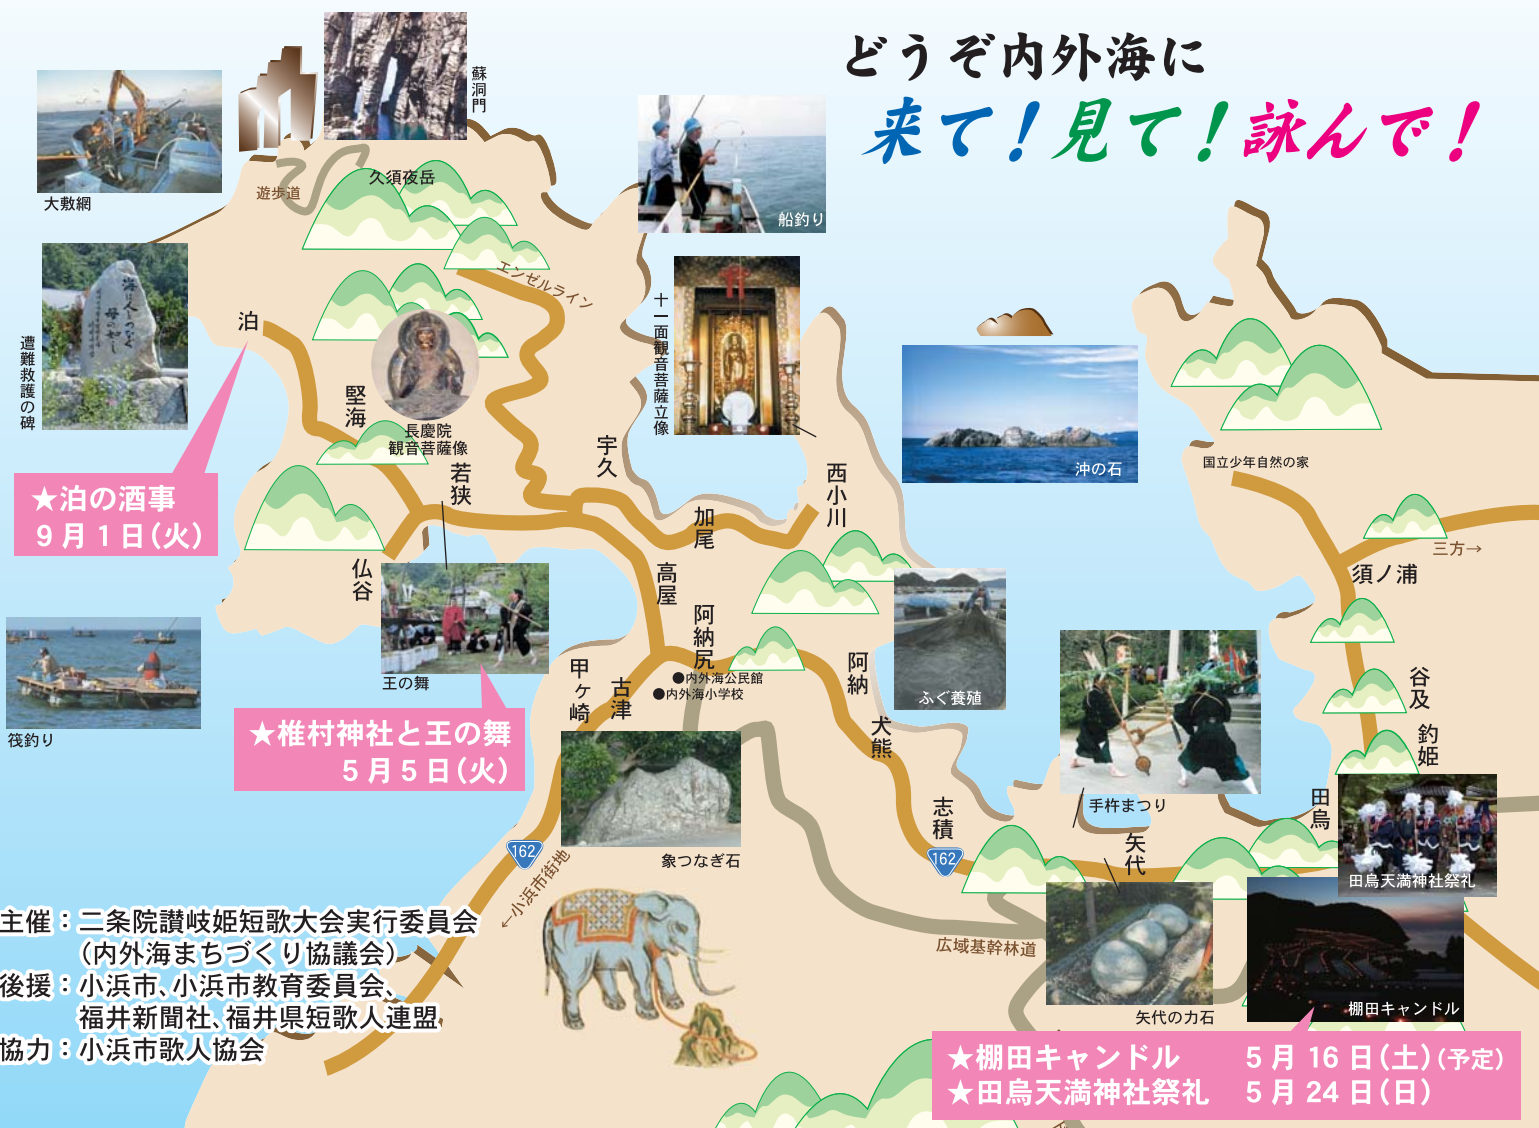 どうぞ内外海に
来て！見て！詠んで！
蘇洞門
大敷網
遊歩道
久須夜岳
船釣り
エンゼルライン
遭難救護の碑
泊
十一面観音菩薩立像
堅海
長慶院
観音菩薩像
若狭
宇久
西小川
沖の石
国立少年自然の家
★泊の酒事
9月1日（火）
加尾
三方→
仏谷
高屋
須ノ浦
阿納尻
●内外海公民館
●内外海小学校
阿納
ふぐ養殖
王の舞
甲ヶ崎
古津
谷及
筏釣り
★椎村神社と王の舞
5月5日（火）
犬熊
釣姫
手杵まつり
田烏
志積
矢代
162
162
象つなぎ石
←小浜市街地
田烏天満神社祭礼
広域基幹林道
矢代の力石
棚田キャンドル
主催：二条院讃岐姫短歌大会実行委員会
（内外海まちづくり協議会）
後援：小浜市、小浜市教育委員会、
福井新聞社、福井県短歌人連盟
協力：小浜市歌人協会
★棚田キャンドル 5月16日（土）（予定）
★田烏天満神社祭礼 5月24日（日）